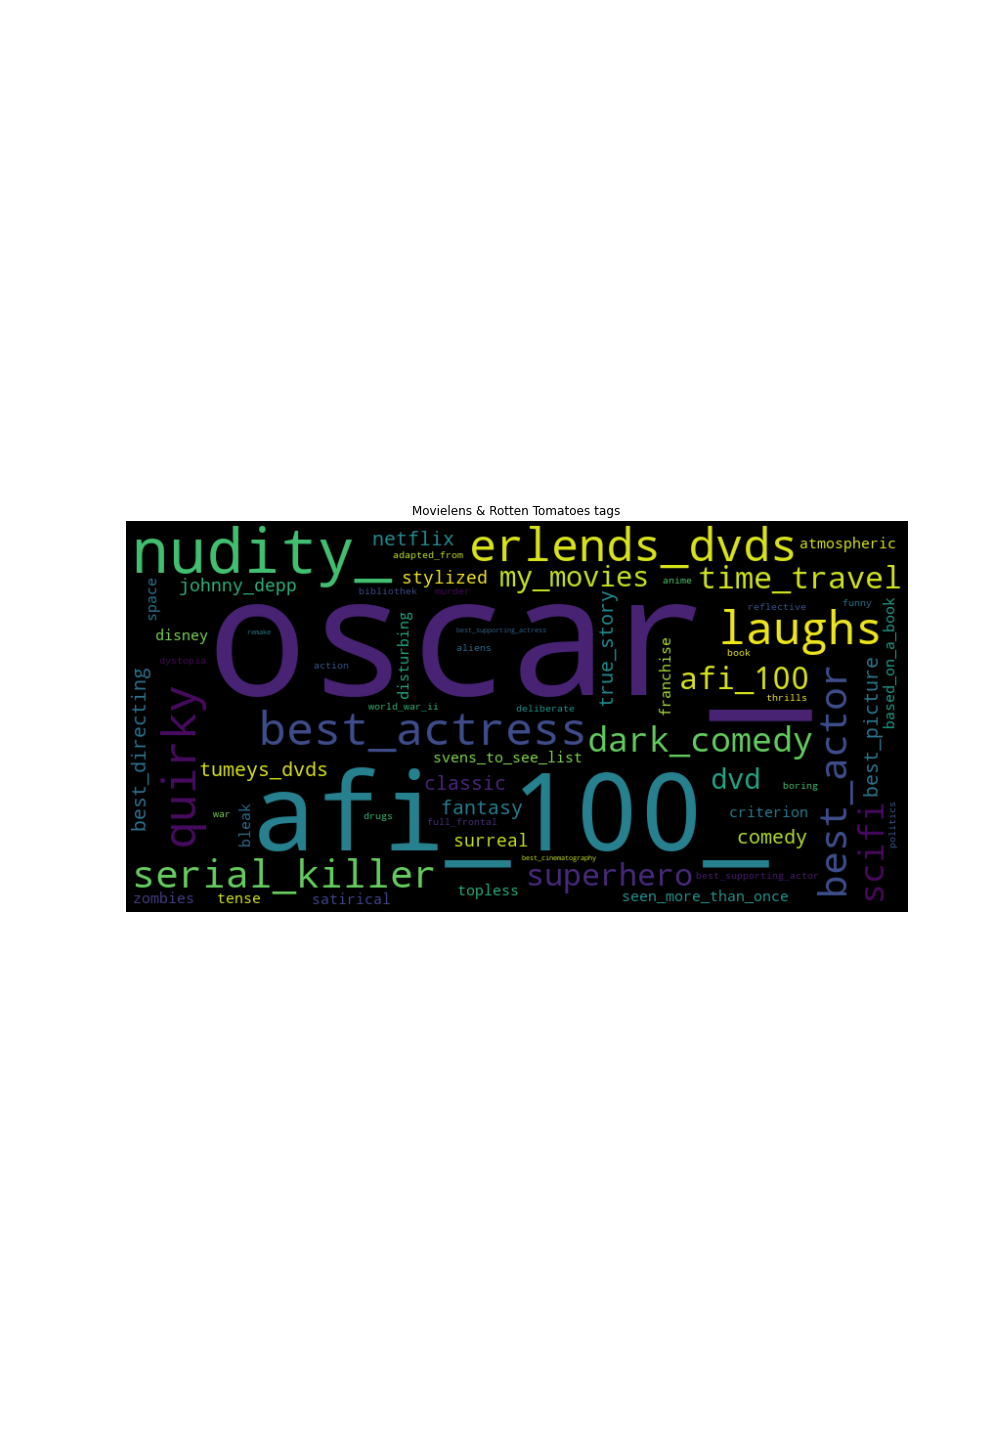 Movielens & Rotten Tomatoes tags
nudity_
netflix
adapted_from
erlends_dvds
atmospheric
johnny_depp
stylized
my_movies
anime
time_travel
space
bibliothek
murder
reflective
funny
oscar_
disney
remake
best_supporting_actress
aliens
disturbing
true_story
laughs
book
based_on_a_book
dystopia
action
franchise
afi_100
thrills
world_war_ii
deliberate
best_directing
quirky
best_actress
dark_comedy
best_actor
best_picture
svens_to_see_list
tumeys_dvds
classic
dvd
boring
afi_100_
fantasy
war
bleak
drugs
full_frontal
criterion
politics
surreal
comedy
scifi
best_cinematography
serial_killer
superhero
best_supporting_actor
topless
zombies
tense
satirical
seen_more_than_once